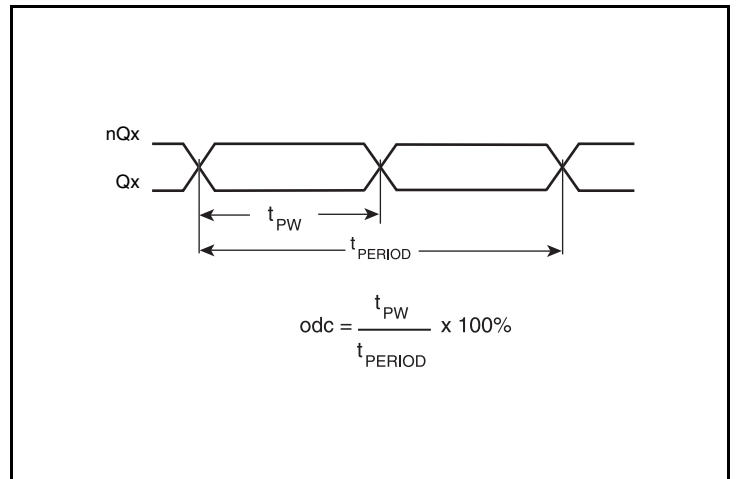 nQx
Qx
tPW
tPERIOD
odc = tPW / tPERIOD x 100%